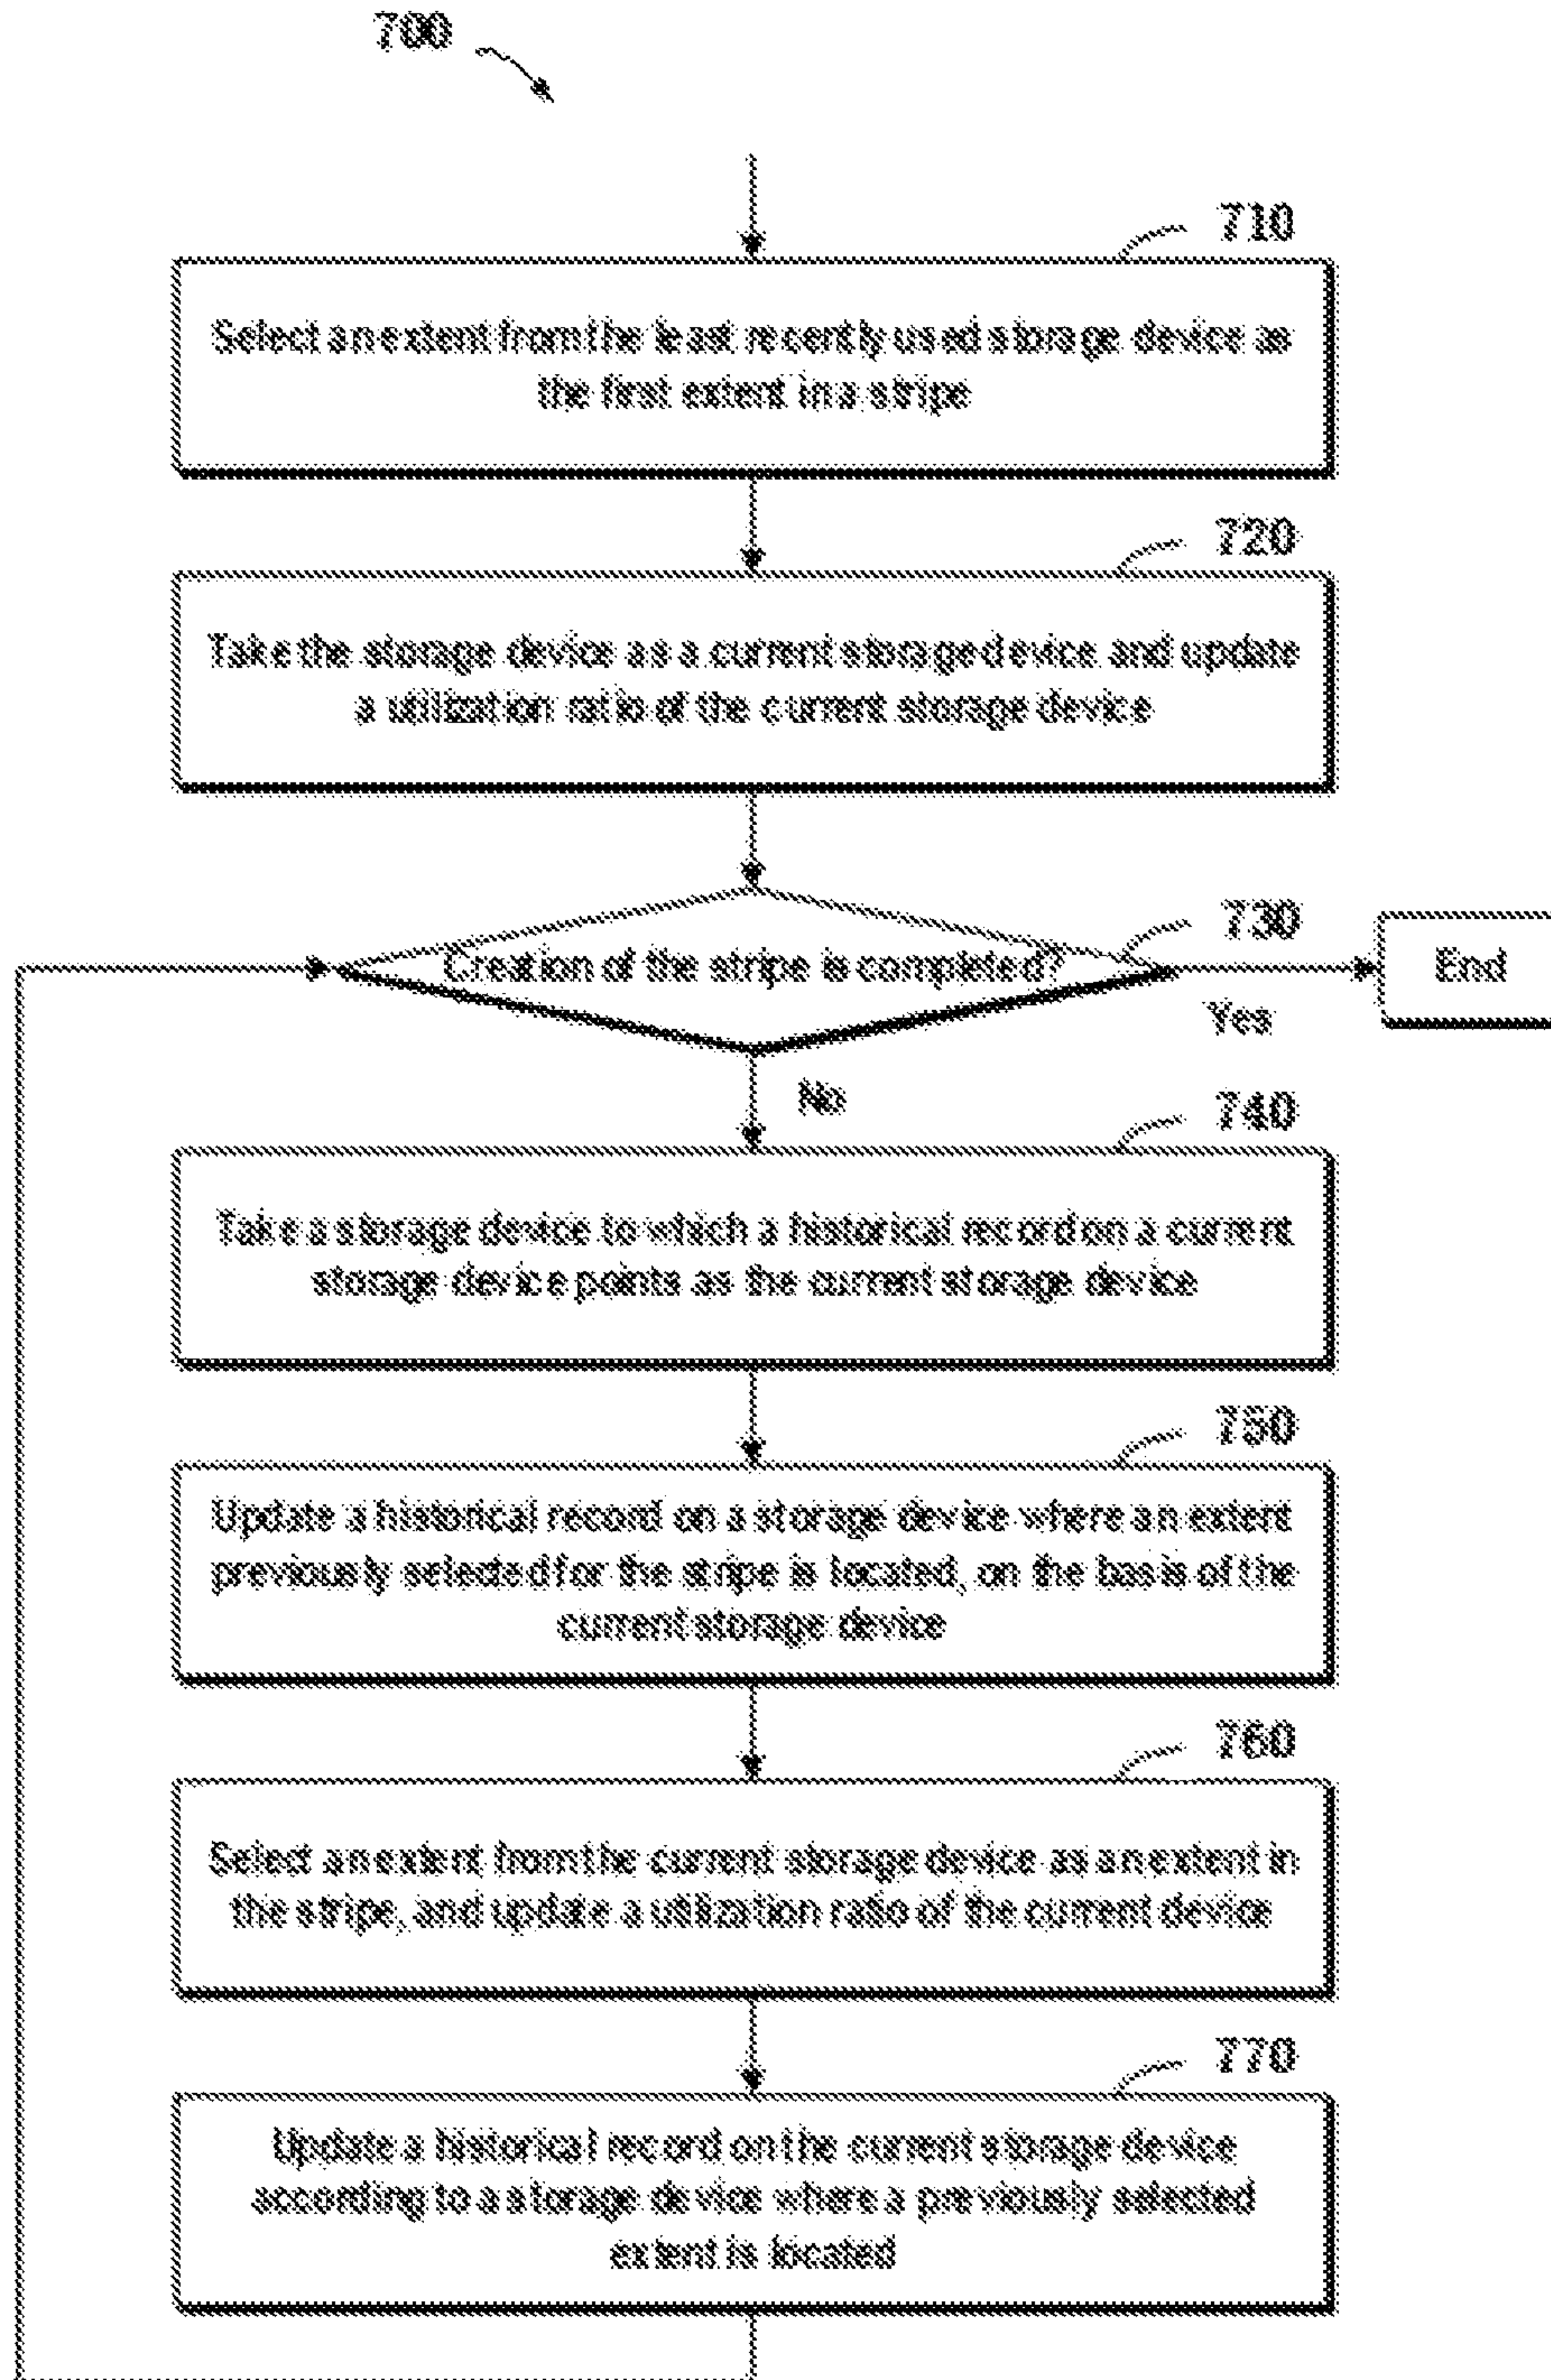 700
710
Select an extent from the least recently used storage device as
the first extent in a stripe
720
Take the storage device as a current storage device and update
a utilization ratio of the current storage device
730
Creation of the stripe is completed?
End
Yes
No
740
Take a storage device to which a historical record on a current
storage device points as the current storage device
750
Update a historical record on a storage device where an extent
previously selected for the stripe is located, on the basis of the
current storage device
760
Select an extent from the current storage device as an extent in
the stripe, and update a utilization ratio of the current device
770
Update a historical record on the current storage device
according to a storage device where a previously selected
extent is located